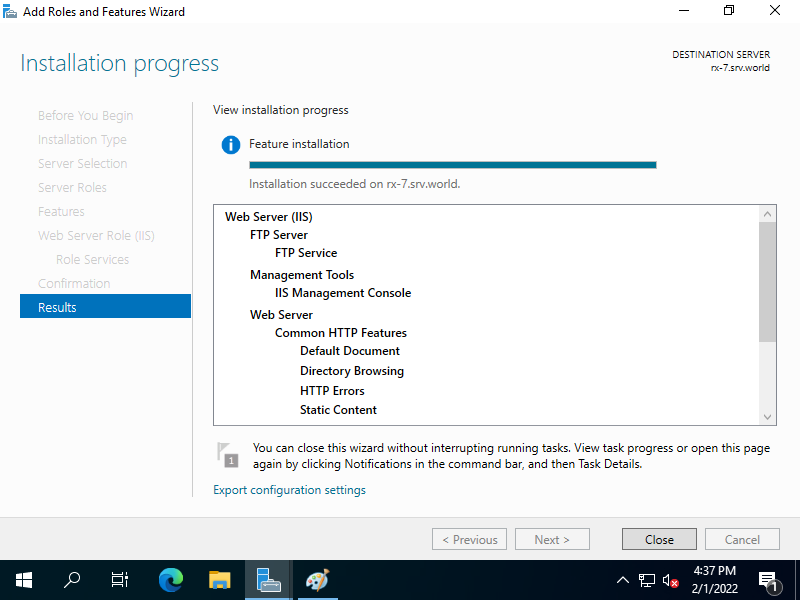 Add Roles and Features Wizard
Installation progress
DESTINATION SERVER
rx-7.srv.world
Before You Begin
Installation Type
Server Selection
Server Roles
Features
Web Server Role (IIS)
Role Services
Confirmation
Results
View installation progress
Feature installation
Installation succeeded on rx-7.srv.world.
Web Server (IIS)
FTP Server
FTP Service
Management Tools
IIS Management Console
Web Server
Common HTTP Features
Default Document
Directory Browsing
HTTP Errors
Static Content
1
You can close this wizard without interrupting running tasks. View task progress or open this page
again by clicking Notifications in the command bar, and then Task Details.
Export configuration settings
< Previous
Next >
Close
Cancel
4:37 PM
2/1/2022
1